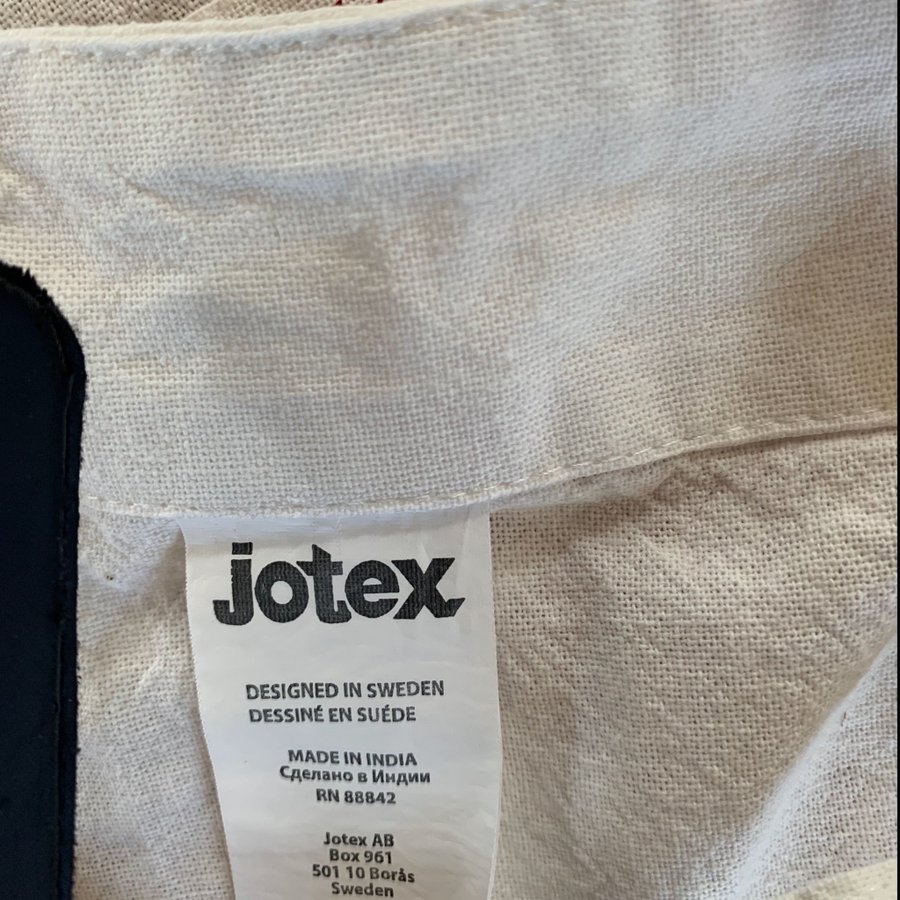 jotex
DESIGNED IN SWEDEN
DESSINÉ EN SUÉDE
MADE IN INDIA
Сделано в Индии
RN 88842
Jotex AB
Box 961
501 10 Borås
Sweden